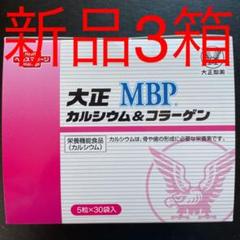 新品3箱
大正製薬
大正 MBP®
カルシウム&コラーゲン
栄養機能食品
(カルシウム)
カルシウムは、骨や歯の形成に必要な栄養素です。
5粒×30袋入